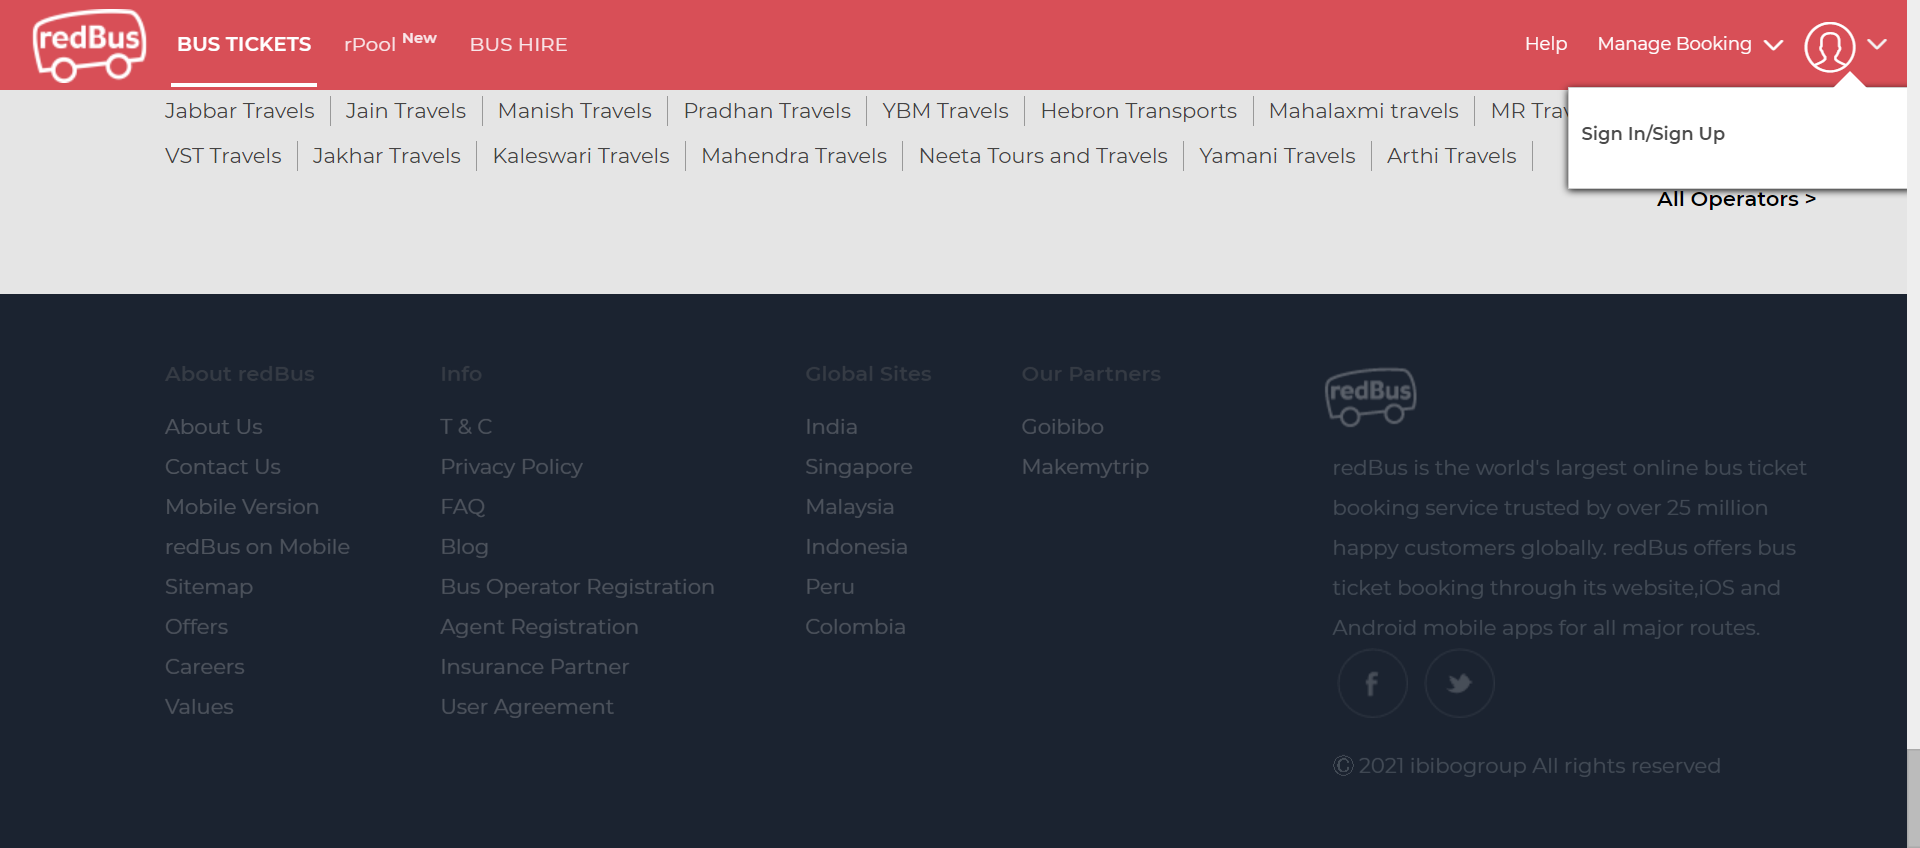 redBus BUS TICKETS rPool New BUS HIRE Help Manage Booking
Jabbar Travels Jain Travels Manish Travels Pradhan Travels YBM Travels Hebron Transports Mahalaxmi travels MR
VST Travels Jakhar Travels Kaleswari Travels Mahendra Travels Neeta Tours and Travels Yamani Travels Arthi Travels
Sign In/Sign Up
All Operators >
About redBus
About Us
Contact Us
Mobile Version
redBus on Mobile
Sitemap
Offers
Careers
Values
Info
T & C
Privacy Policy
FAQ
Blog
Bus Operator Registration
Agent Registration
Insurance Partner
User Agreement
Global Sites
India
Singapore
Malaysia
Indonesia
Peru
Colombia
Our Partners
Goibibo
Makemytrip
redBus
redBus is the world's largest online bus ticket
booking service trusted by over 25 million
happy customers globally. redBus offers bus
ticket booking through its website,iOS and
Android mobile apps for all major routes.
f
Ⓒ 2021 ibibogroup All rights reserved